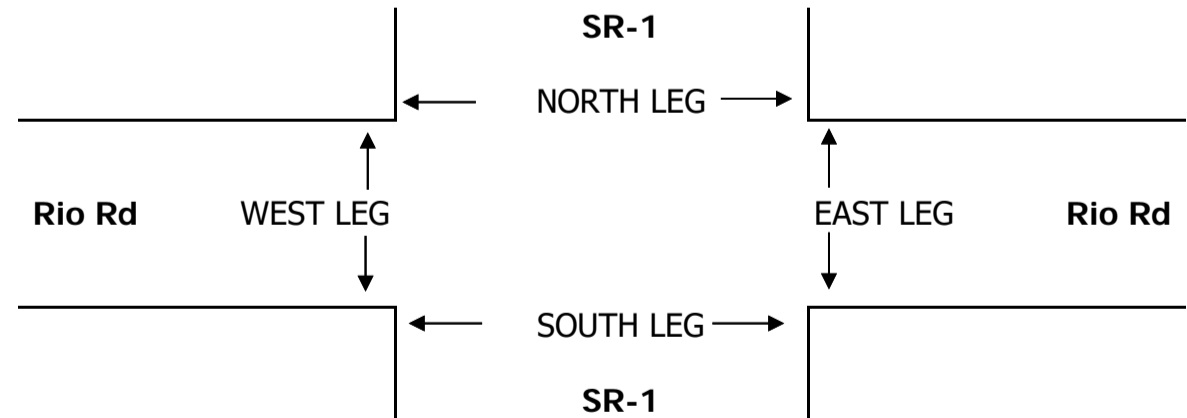 SR-1
NORTH LEG
Rio Rd
WEST LEG
EAST LEG
Rio Rd
SOUTH LEG
SR-1